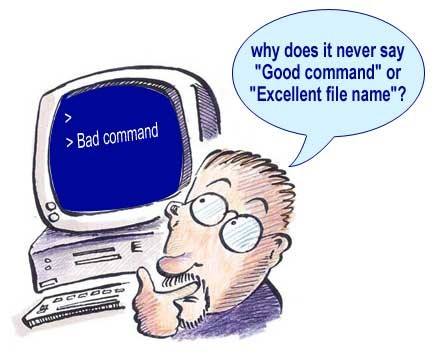 >
> Bad command
why does it never say
"Good command" or
"Excellent file name"?